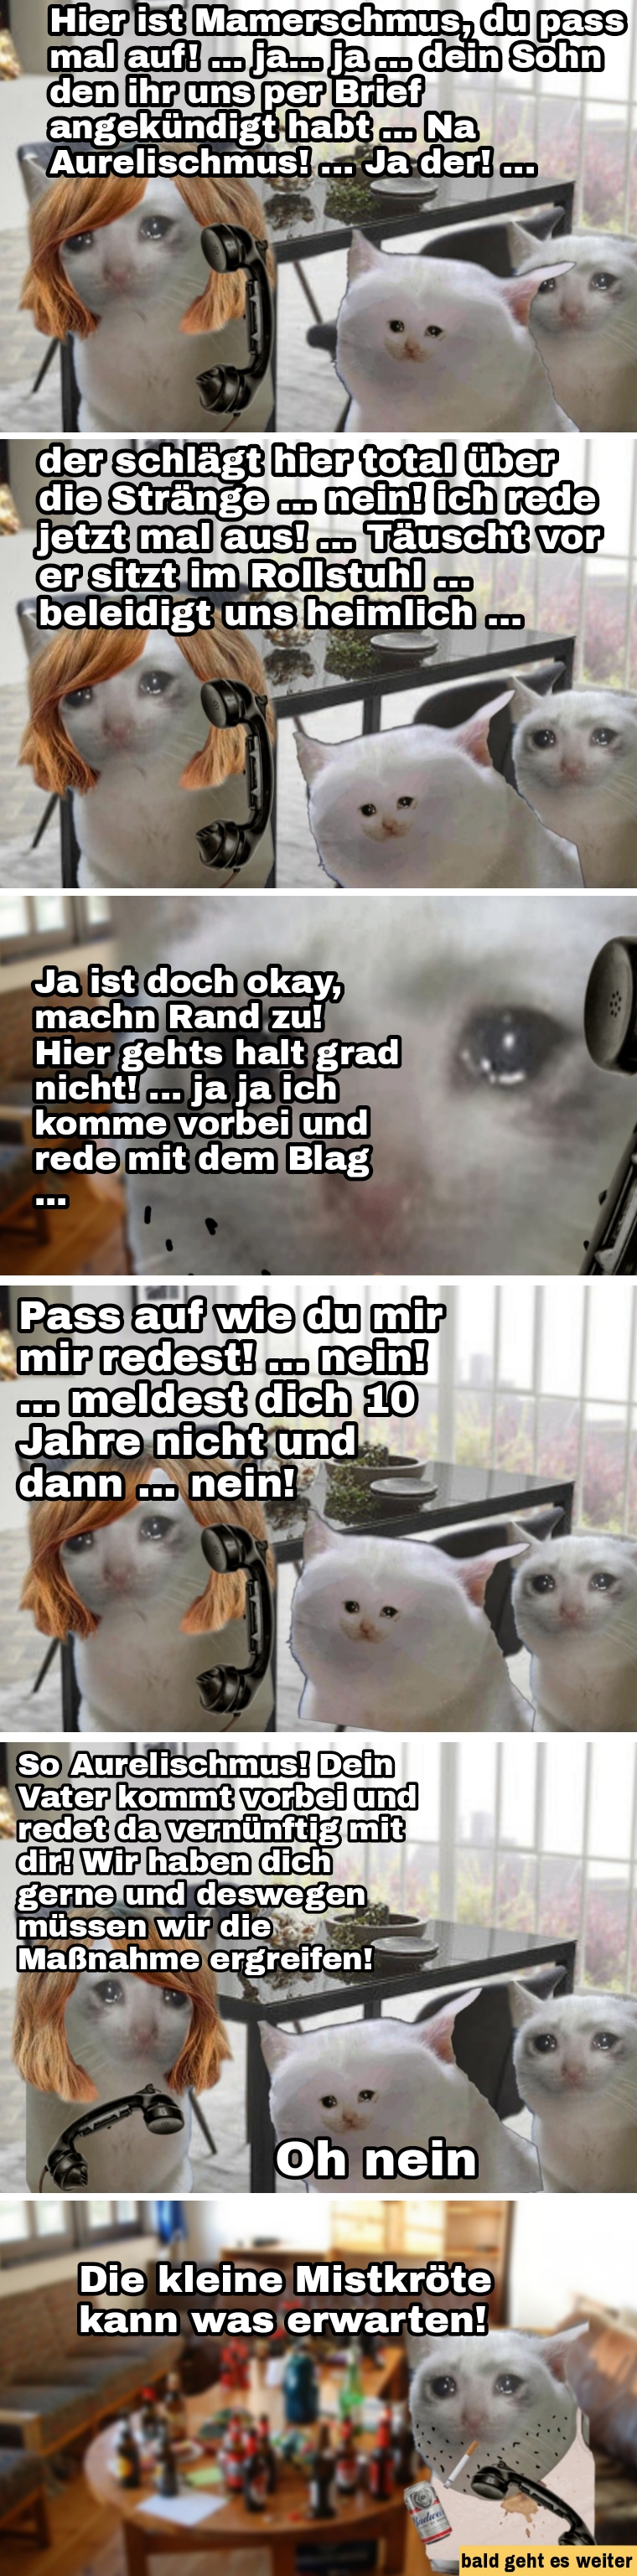 Hier ist Mamerschmus, du pass
mal auf! ... ja... ja ... dein Sohn
den ihr uns per Brief
angekündigt habt ... Na
Aurelischmus! ... Ja der! ...
der schlägt hier total über
die Stränge ... nein! ich rede
jetzt mal aus! ... Täuscht vor
er sitzt im Rollstuhl ...
beleidigt uns heimlich ...
Ja ist doch okay,
machn Rand zu!
Hier gehts halt grad
nicht! ... ja ja ich
komme vorbei und
rede mit dem Blag
...
Pass auf wie du mir
mir redest! ... nein!
... meldest dich 10
Jahre nicht und
dann ... nein!
So Aurelischmus! Dein
Vater kommt vorbei und
redet da vernünftig mit
dir! Wir haben dich
gerne und deswegen
müssen wir die
Maßnahme ergreifen!
Oh nein
Die kleine Mistkröte
kann was erwarten!
bald geht es weiter